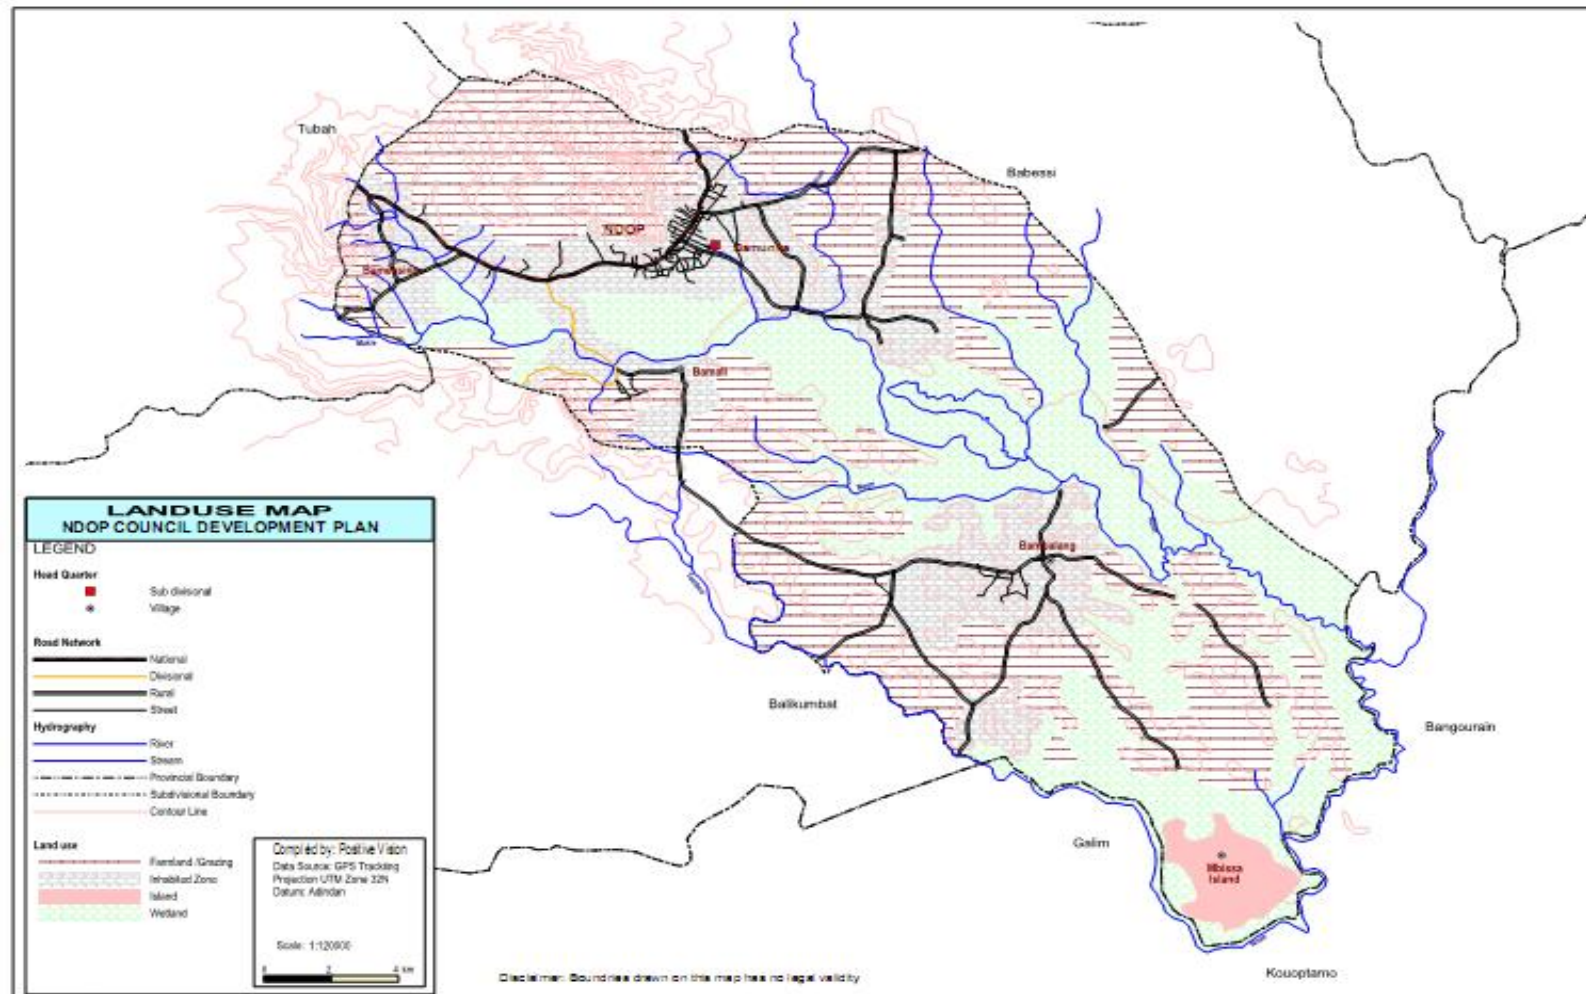 Tubah
Babessi
NDOP
Bamunka
Bamali
Bambalang
Balikumbat
Bangourain
Galim
Mbissa
Island
Kouoptamo
LANDUSE MAP
NDOP COUNCIL DEVELOPMENT PLAN
LEGEND
Head Quarter
Sub divisional
Village
Road Network
National
Divisional
Rural
Street
Hydrography
River
Stream
Provincial Boundary
Subdivisional Boundary
Contour Line
Land use
Farmland /Grazing
Inhabited Zone
Island
Wetland
Compiled by: Positive Vision
Data Source: GPS Tracking
Projection UTM Zone 32N
Datum: Adindan
Scale: 1:120000
0 2 4 km
Disclaimer: Boundries drawn on this map has no legal validity